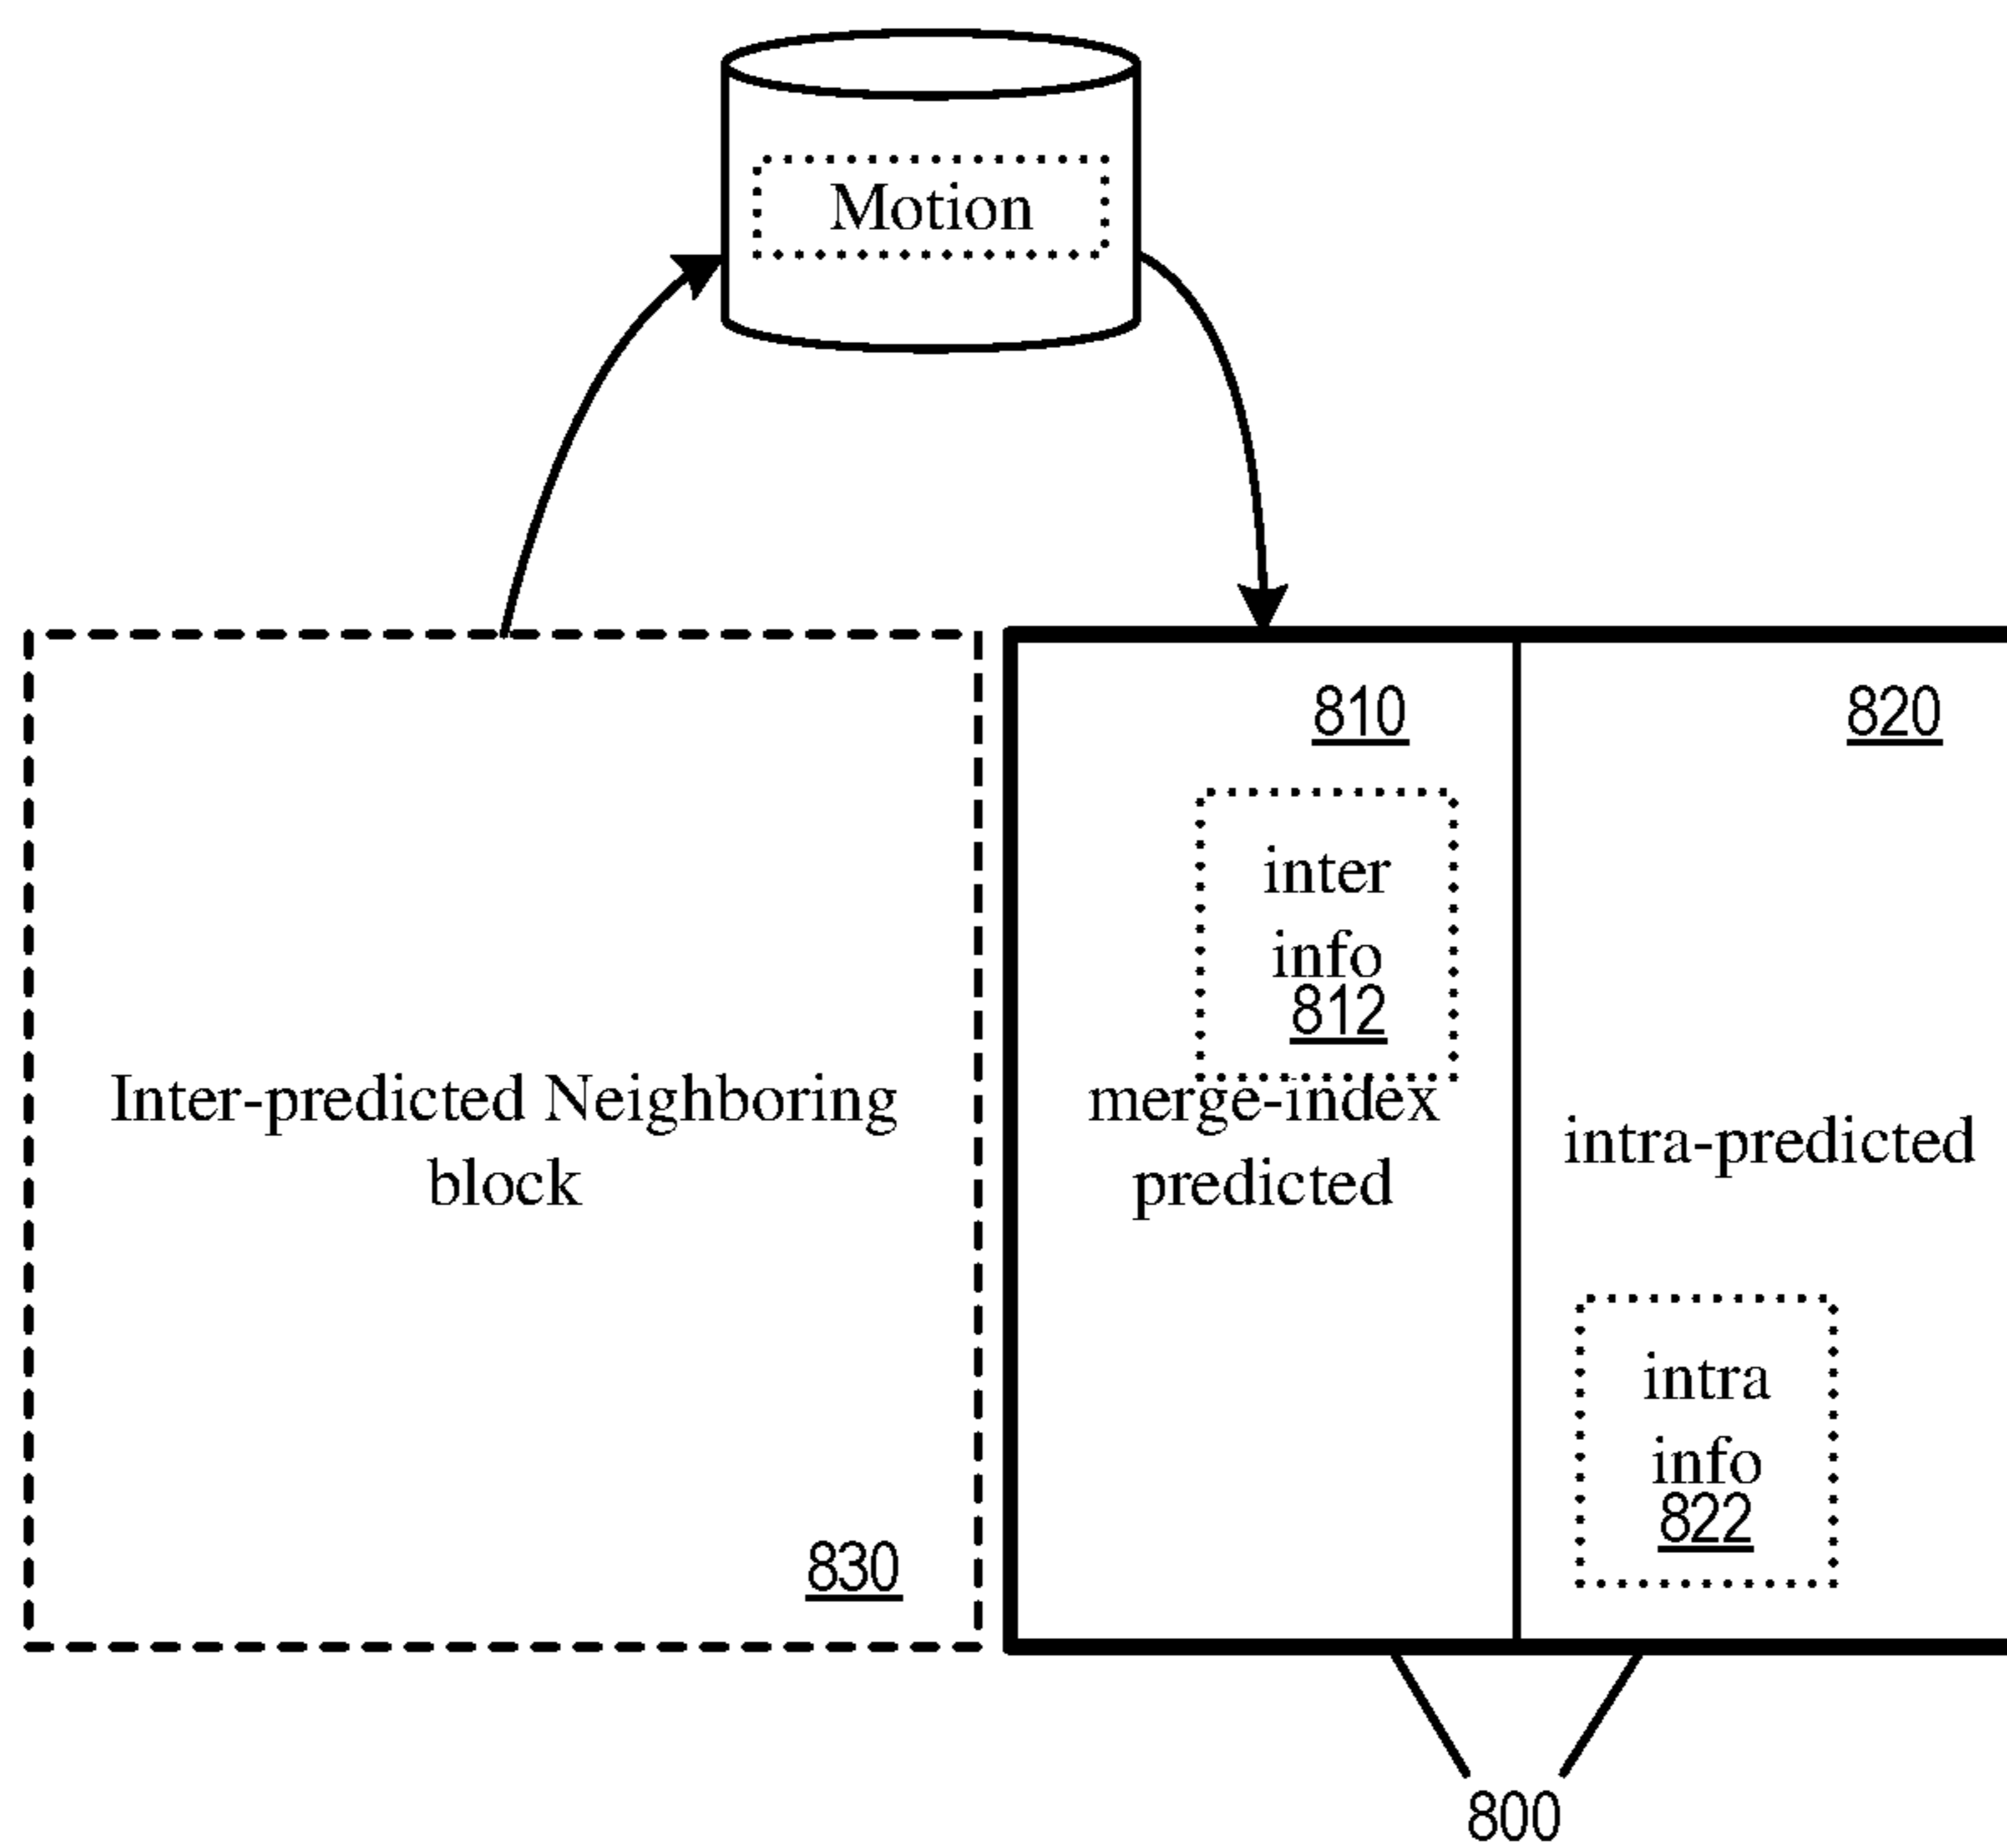 Motion
810
820
inter
info
812
Inter-predicted Neighboring
block
merge-index
predicted
intra-predicted
intra
info
822
830
800